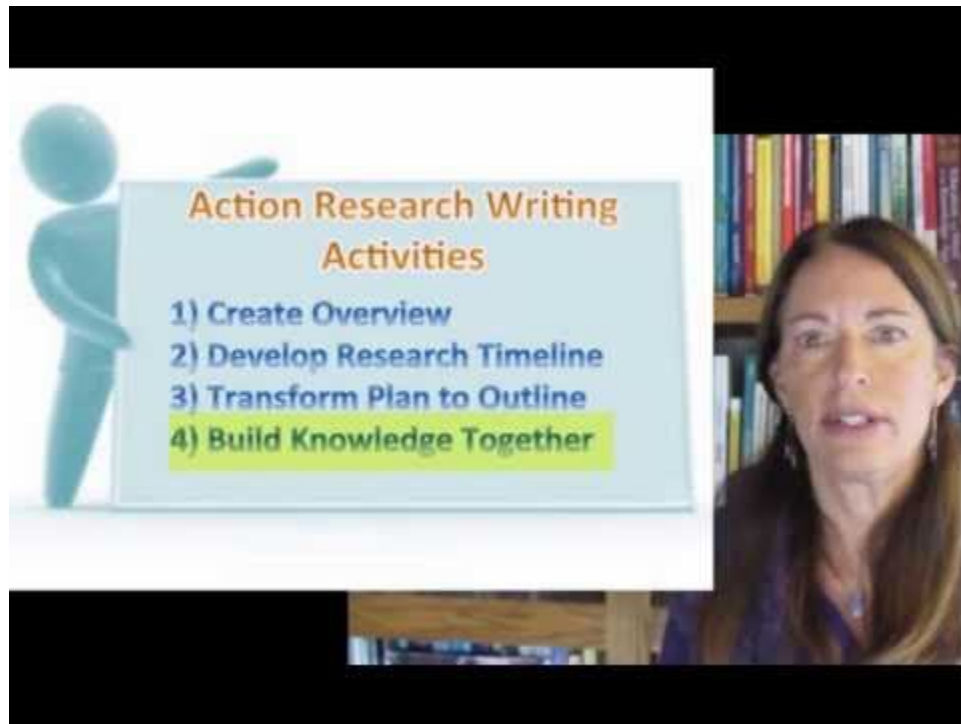 Action Research Writing
Activities
1) Create Overview
2) Develop Research Timeline
3) Transform Plan to Outline
4) Build Knowledge Together